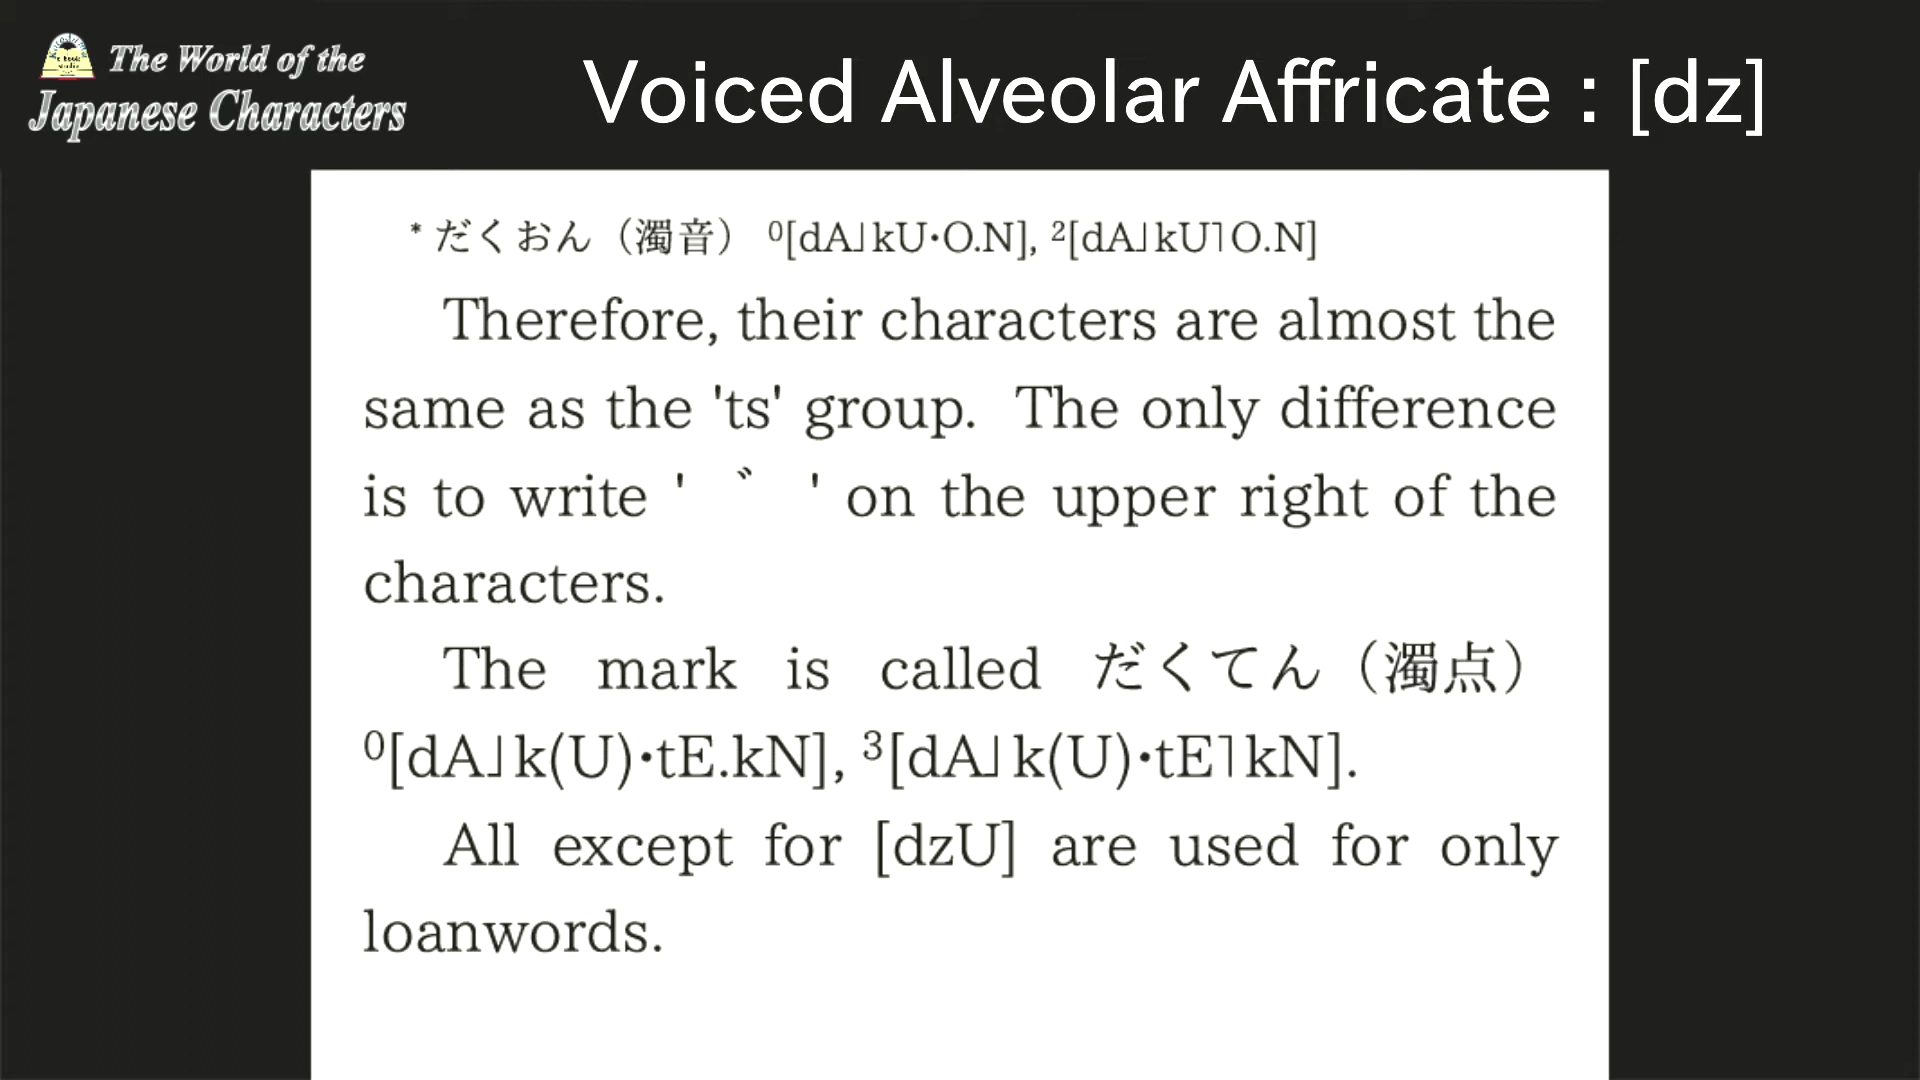 The World of the
Japanese Characters
Voiced Alveolar Affricate : [dz]
* だくおん（濁音） ⁰[dA⏌kU･O.N], ²[dA⏌kU˥O.N]
Therefore, their characters are almost the
same as the 'ts' group. The only difference
is to write ' ゛ ' on the upper right of the
characters.
The mark is called だくてん（濁点）
⁰[dA⏌k(U)･tE.kN], ³[dA⏌k(U)･tE˥kN].
All except for [dzU] are used for only
loanwords.